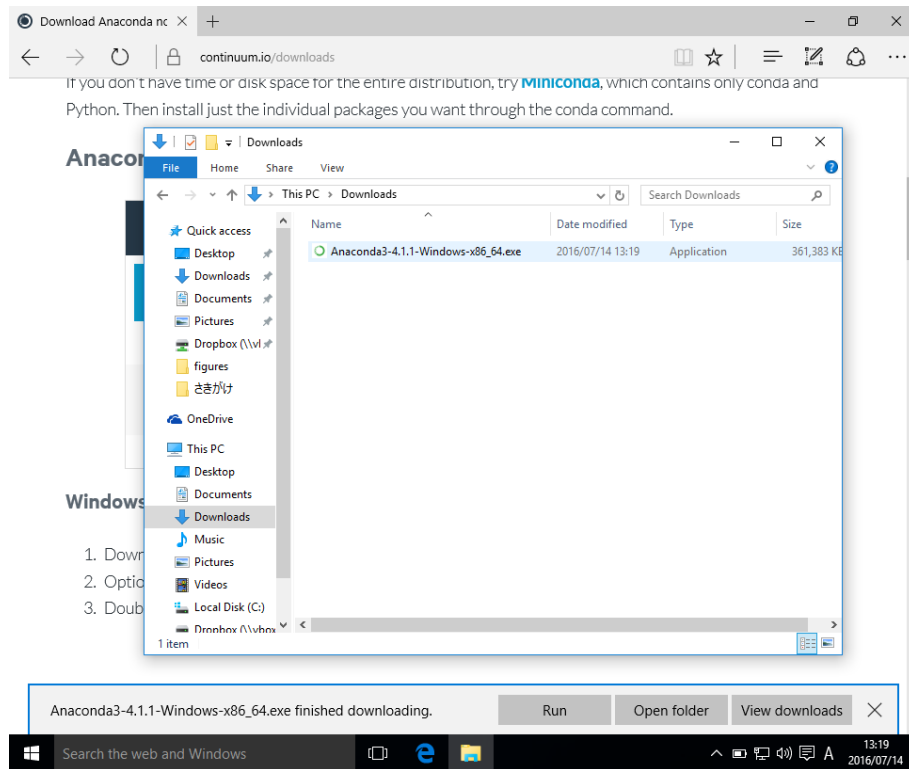 Download Anaconda nc
continuum.io/downloads
If you don't have time or disk space for the entire distribution, try Miniconda, which contains only conda and
Python. Then install just the individual packages you want through the conda command.
Anacor
Downloads
File Home Share View
This PC > Downloads
Search Downloads
Name Date modified Type Size
Anaconda3-4.1.1-Windows-x86_64.exe 2016/07/14 13:19 Application 361,383 KE
Quick access
Desktop
Downloads
Documents
Pictures
Dropbox (\\vl
figures
さきがけ
OneDrive
This PC
Desktop
Documents
Downloads
Music
Pictures
Videos
Local Disk (C:)
Dropbox (\\vbox
1 item
Windows
1. Down
2. Optio
3. Doub
Anaconda3-4.1.1-Windows-x86_64.exe finished downloading.
Run
Open folder
View downloads
Search the web and Windows
A
13:19
2016/07/14